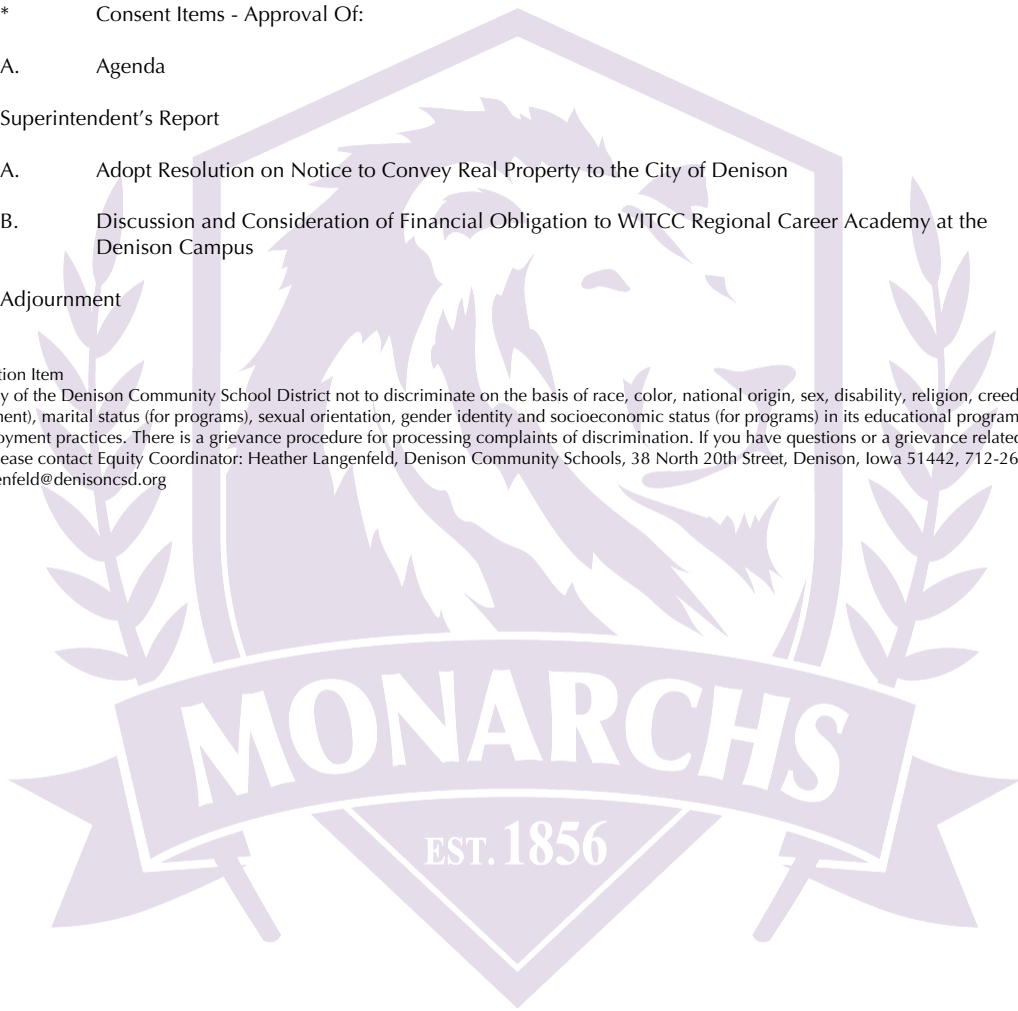 * Consent Items - Approval Of:
A. Agenda
Superintendent's Report
A. Adopt Resolution on Notice to Convey Real Property to the City of Denison
B. Discussion and Consideration of Financial Obligation to WITCC Regional Career Academy at the
Denison Campus
Adjournment
tion Item
y of the Denison Community School District not to discriminate on the basis of race, color, national origin, sex, disability, religion, creed
nent), marital status (for programs), sexual orientation, gender identity and socioeconomic status (for programs) in its educational program
oyment practices. There is a grievance procedure for processing complaints of discrimination. If you have questions or a grievance related
ease contact Equity Coordinator: Heather Langenfeld, Denison Community Schools, 38 North 20th Street, Denison, Iowa 51442, 712-26
enfeld@denisoncsd.org
MONARCHS
EST. 1856